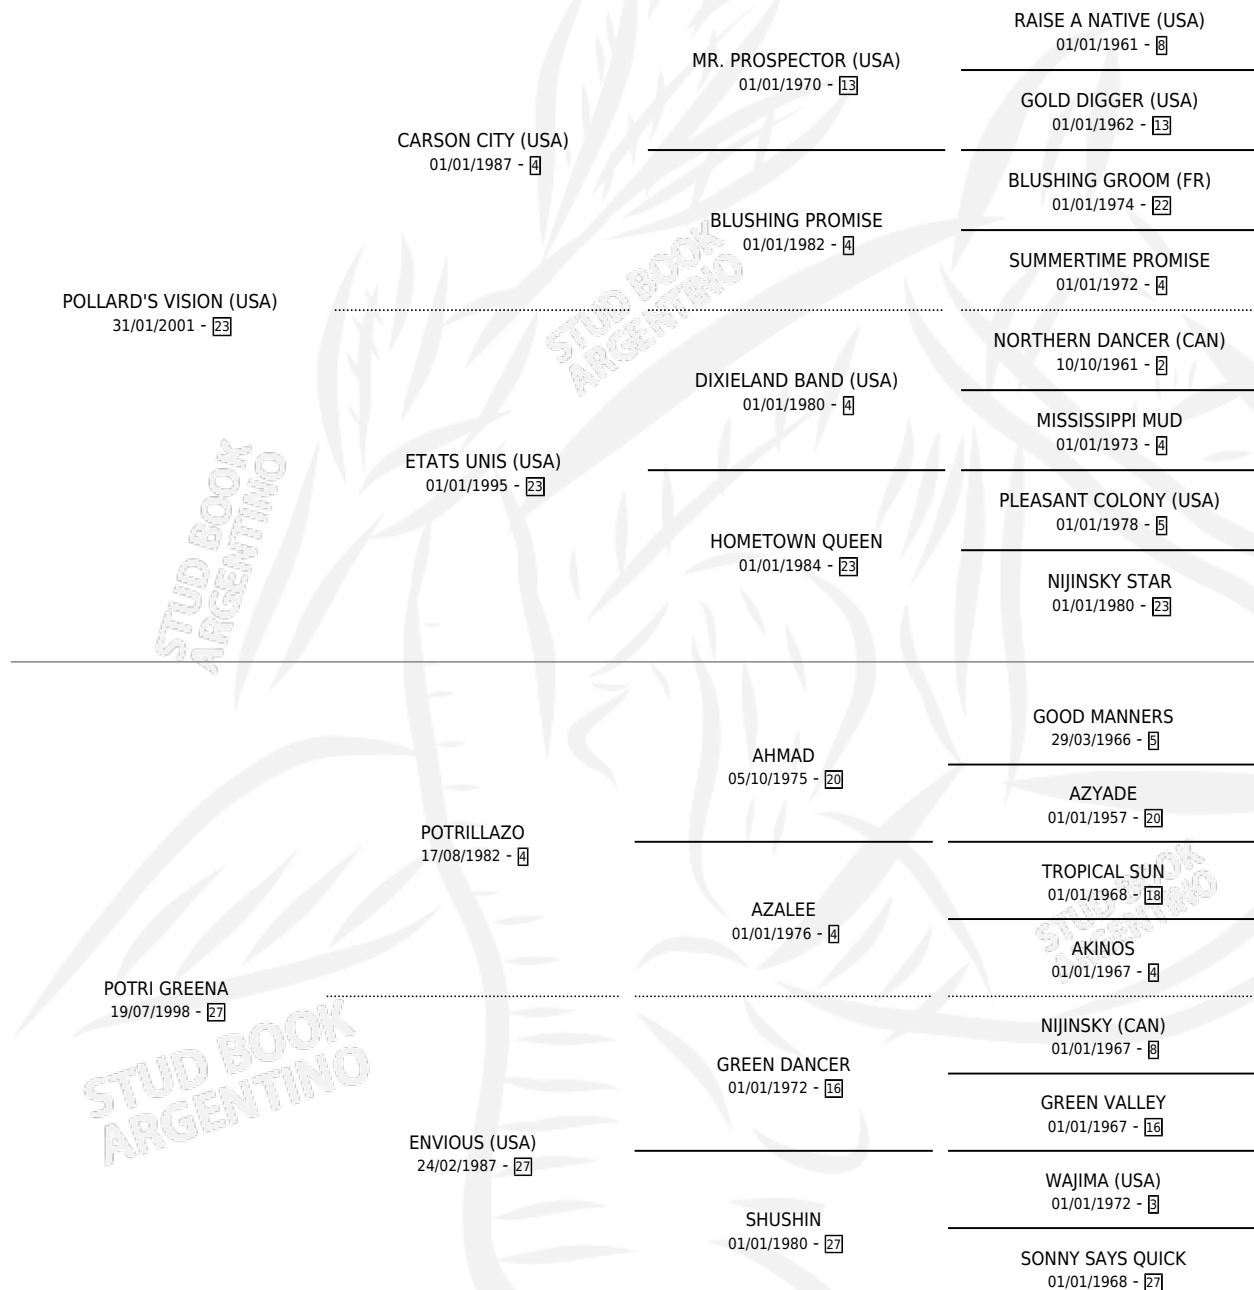 RAISE A NATIVE (USA)
01/01/1961 - 8
MR. PROSPECTOR (USA)
01/01/1970 - 13
GOLD DIGGER (USA)
01/01/1962 - 13
CARSON CITY (USA)
01/01/1987 - 4
BLUSHING GROOM (FR)
01/01/1974 - 22
BLUSHING PROMISE
01/01/1982 - 4
SUMMERTIME PROMISE
01/01/1972 - 4
POLLARD'S VISION (USA)
31/01/2001 - 23
NORTHERN DANCER (CAN)
10/10/1961 - 2
DIXIELAND BAND (USA)
01/01/1980 - 4
MISSISSIPPI MUD
01/01/1973 - 4
ETATS UNIS (USA)
01/01/1995 - 23
PLEASANT COLONY (USA)
01/01/1978 - 5
HOMETOWN QUEEN
01/01/1984 - 23
NIJINSKY STAR
01/01/1980 - 23
GOOD MANNERS
29/03/1966 - 5
AHMAD
05/10/1975 - 20
AZYADE
01/01/1957 - 20
POTRILLAZO
17/08/1982 - 4
TROPICAL SUN
01/01/1968 - 18
AZALEE
01/01/1976 - 4
AKINOS
01/01/1967 - 4
POTRI GREENA
19/07/1998 - 27
NIJINSKY (CAN)
01/01/1967 - 8
GREEN DANCER
01/01/1972 - 16
GREEN VALLEY
01/01/1967 - 16
ENVIOUS (USA)
24/02/1987 - 27
WAJIMA (USA)
01/01/1972 - 3
SHUSHIN
01/01/1980 - 27
SONNY SAYS QUICK
01/01/1968 - 27
STUD BOOK
ARGENTINO
STUD BOOK
ARGENTINO
STUD BOOK
ARGENTINO
STUD BOOK
ARGENTINO